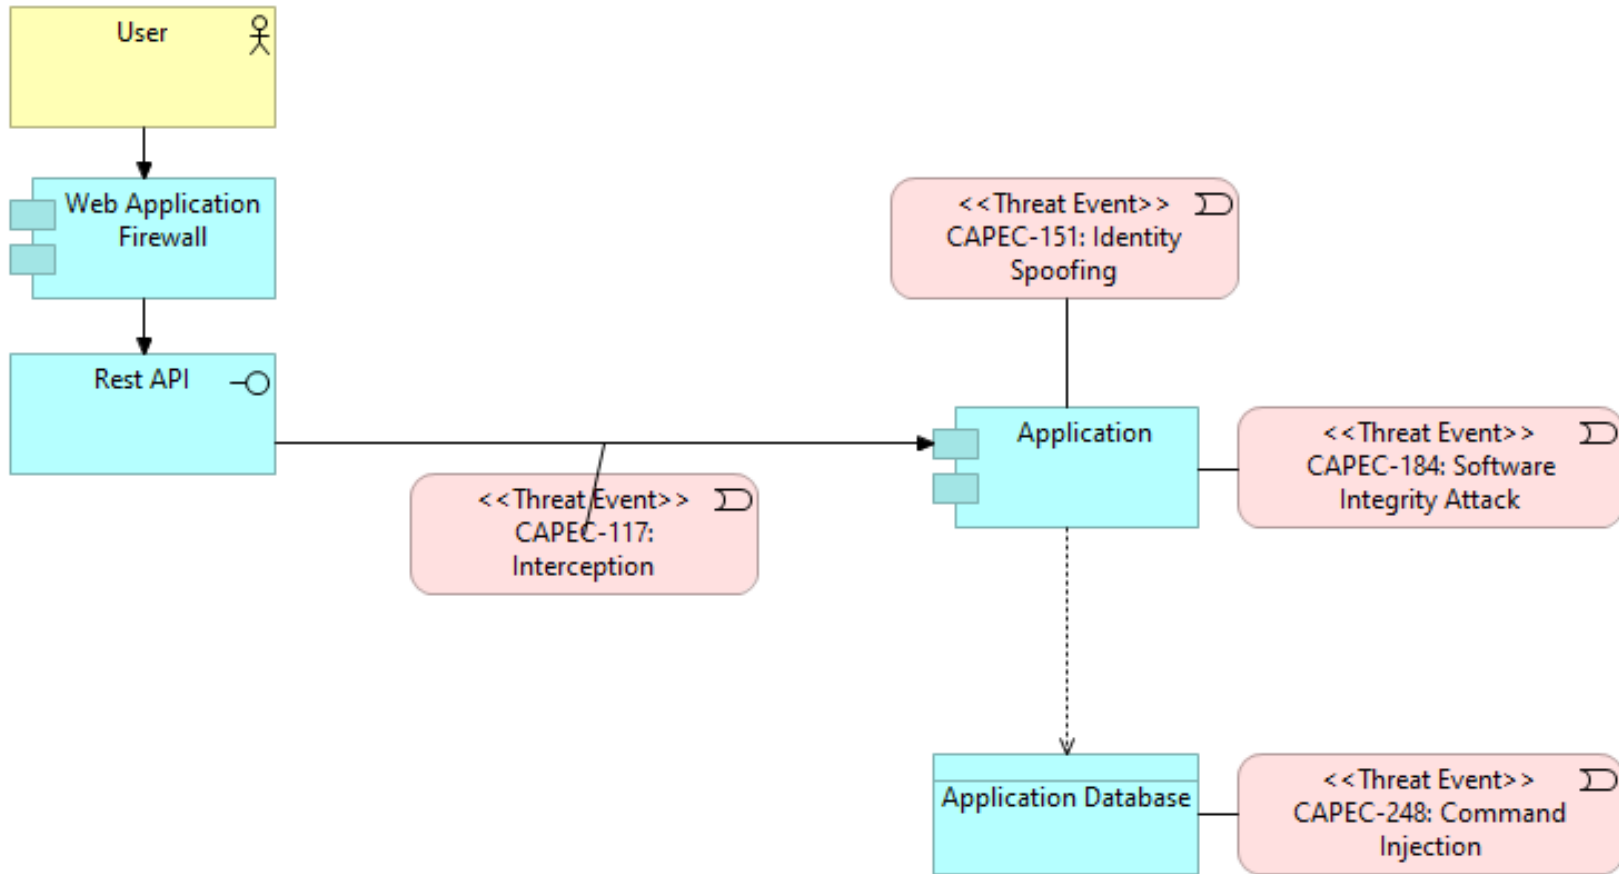 User
Web Application
Firewall
Rest API
<<Threat Event>>
CAPEC-117:
Interception
<<Threat Event>>
CAPEC-151: Identity
Spoofing
Application
<<Threat Event>>
CAPEC-184: Software
Integrity Attack
Application Database
<<Threat Event>>
CAPEC-248: Command
Injection